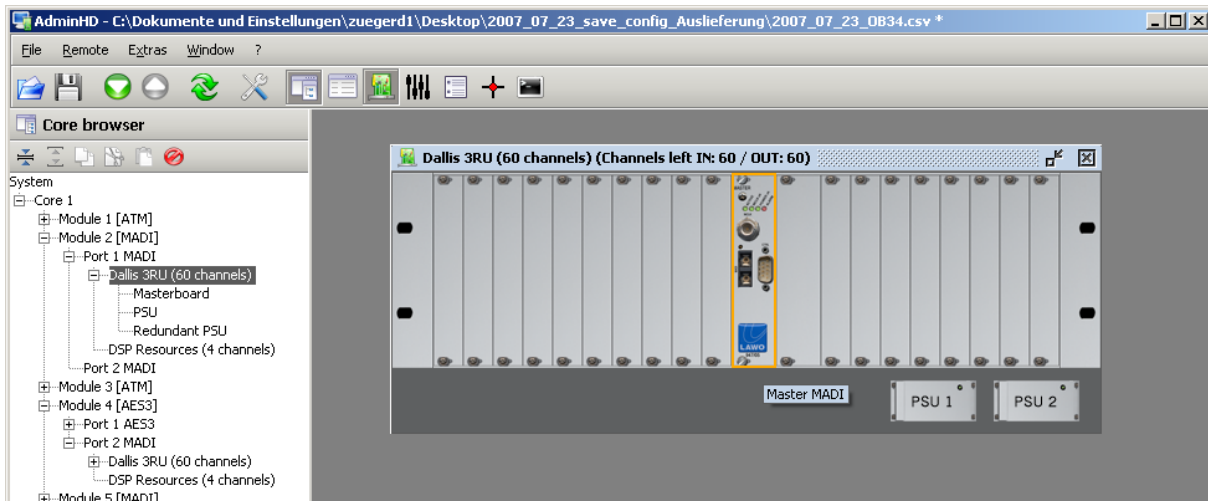 AdminHD - C:\Dokumente und Einstellungen\zuegerd1\Desktop\2007_07_23_save_config_Auslieferung\2007_07_23_OB34.csv *
File Remote Extras Window ?
Core browser
System
Core 1
Module 1 [ATM]
Module 2 [MADI]
Port 1 MADI
Dallis 3RU (60 channels)
Masterboard
PSU
Redundant PSU
DSP Resources (4 channels)
Port 2 MADI
Module 3 [ATM]
Module 4 [AES3]
Port 1 AES3
Port 2 MADI
Dallis 3RU (60 channels)
DSP Resources (4 channels)
Module 5 [MADI]
Dallis 3RU (60 channels) (Channels left IN: 60 / OUT: 60)
MASTER
LAWO
Master MADI
PSU 1
PSU 2